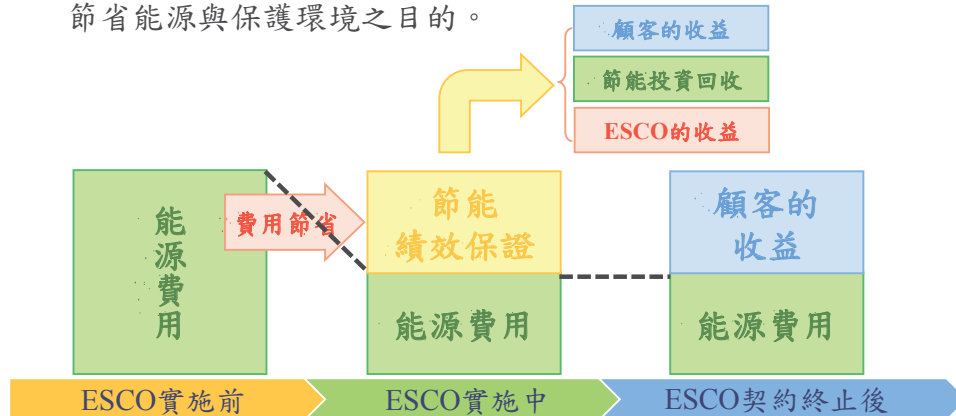 節省能源與保護環境之目的。
顧客的收益
節能投資回收
ESCO的收益
能源費用
費用節省
節能
績效保證
能源費用
顧客的
收益
能源費用
ESCO實施前
ESCO實施中
ESCO契約終止後